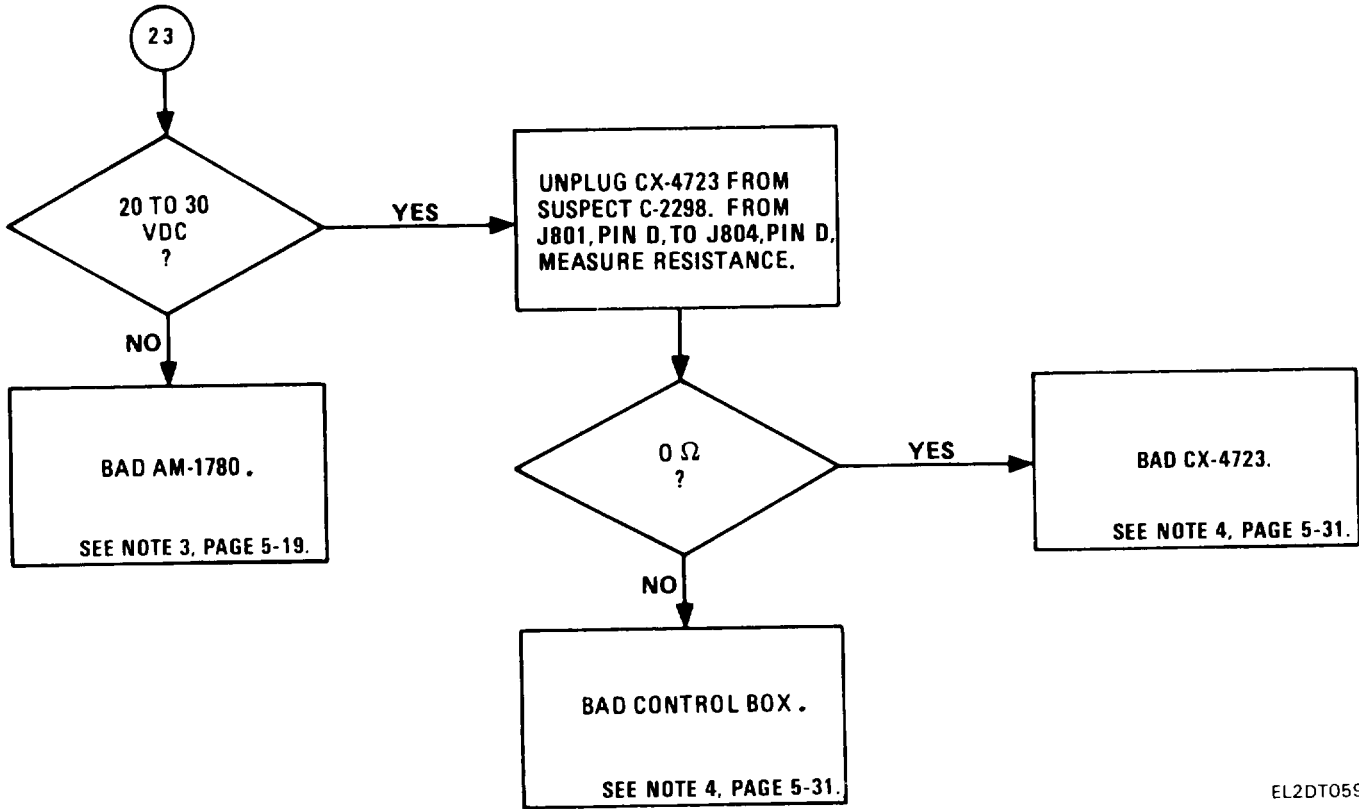 23
20 TO 30
VDC
?
YES
UNPLUG CX-4723 FROM
SUSPECT C-2298. FROM
J801, PIN D, TO J804, PIN D,
MEASURE RESISTANCE.
NO
BAD AM-1780.
SEE NOTE 3, PAGE 5-19.
0 Ω
?
YES
BAD CX-4723.
SEE NOTE 4, PAGE 5-31.
NO
BAD CONTROL BOX.
SEE NOTE 4, PAGE 5-31.
EL2DT059